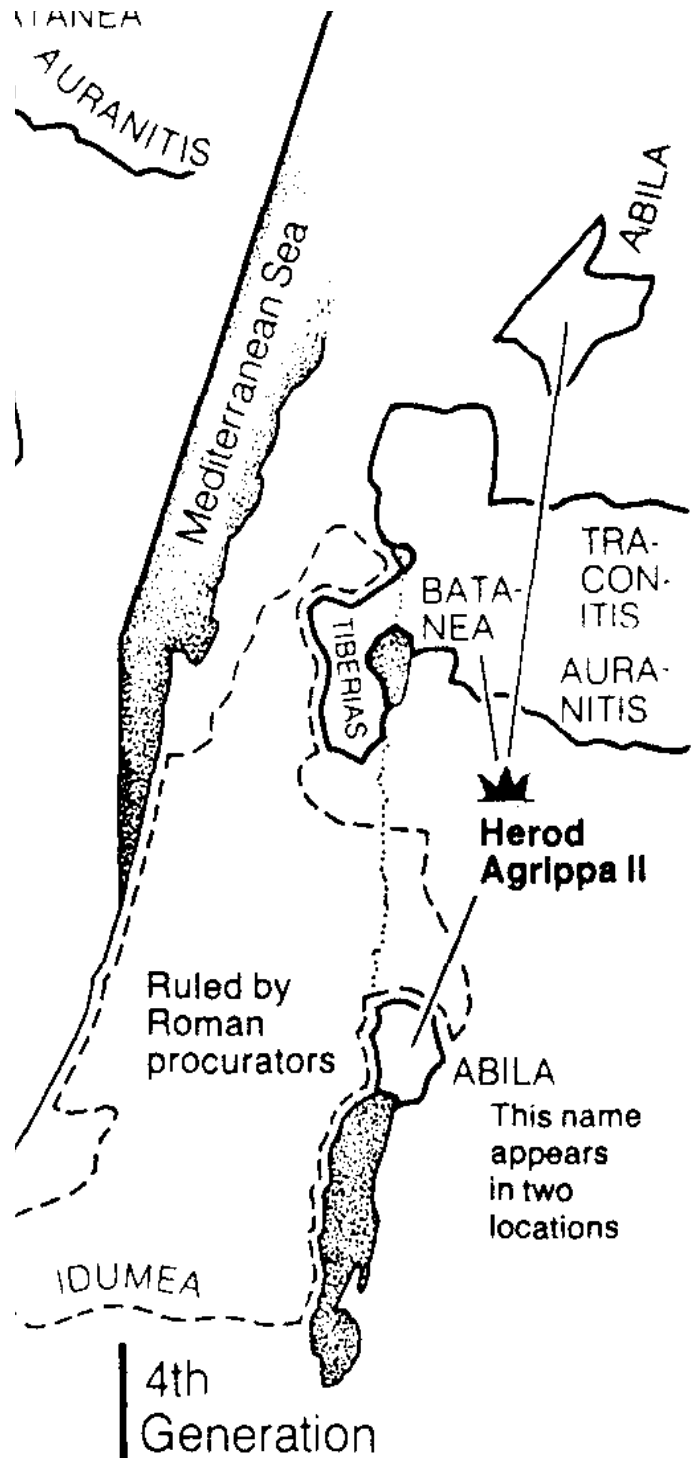 ATANEA
AURANITIS
ABILA
Mediterranean Sea
TRA-
CON-
ITIS
BATA-
NEA
TIBERIAS
AURA-
NITIS
Herod
Agrippa II
Ruled by
Roman
procurators
ABILA
This name
appears
in two
locations
IDUMEA
4th
Generation